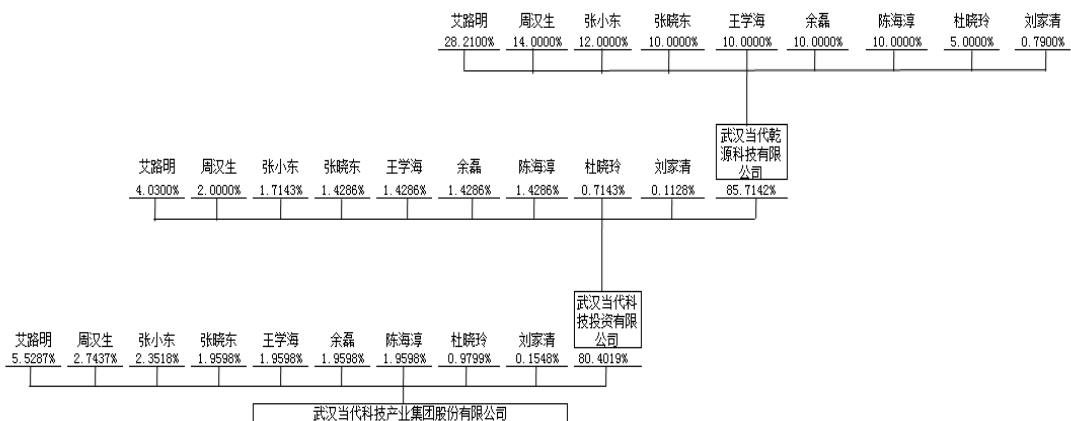 艾路明 周汉生 张小东 张晓东 王学海 余磊 陈海淳 杜晓玲 刘家清
28.2100% 14.0000% 12.0000% 10.0000% 10.0000% 10.0000% 10.0000% 5.0000% 0.7900%
武汉当代乾
源科技有限
公司
艾路明 周汉生 张小东 张晓东 王学海 余磊 陈海淳 杜晓玲 刘家清
4.0300% 2.0000% 1.7143% 1.4286% 1.4286% 1.4286% 1.4286% 0.7143% 0.1128% 85.7142%
武汉当代科
技投资有限
公司
艾路明 周汉生 张小东 张晓东 王学海 余磊 陈海淳 杜晓玲 刘家清
5.5287% 2.7437% 2.3518% 1.9598% 1.9598% 1.9598% 1.9598% 0.9799% 0.1548% 80.4019%
武汉当代科技产业集团股份有限公司